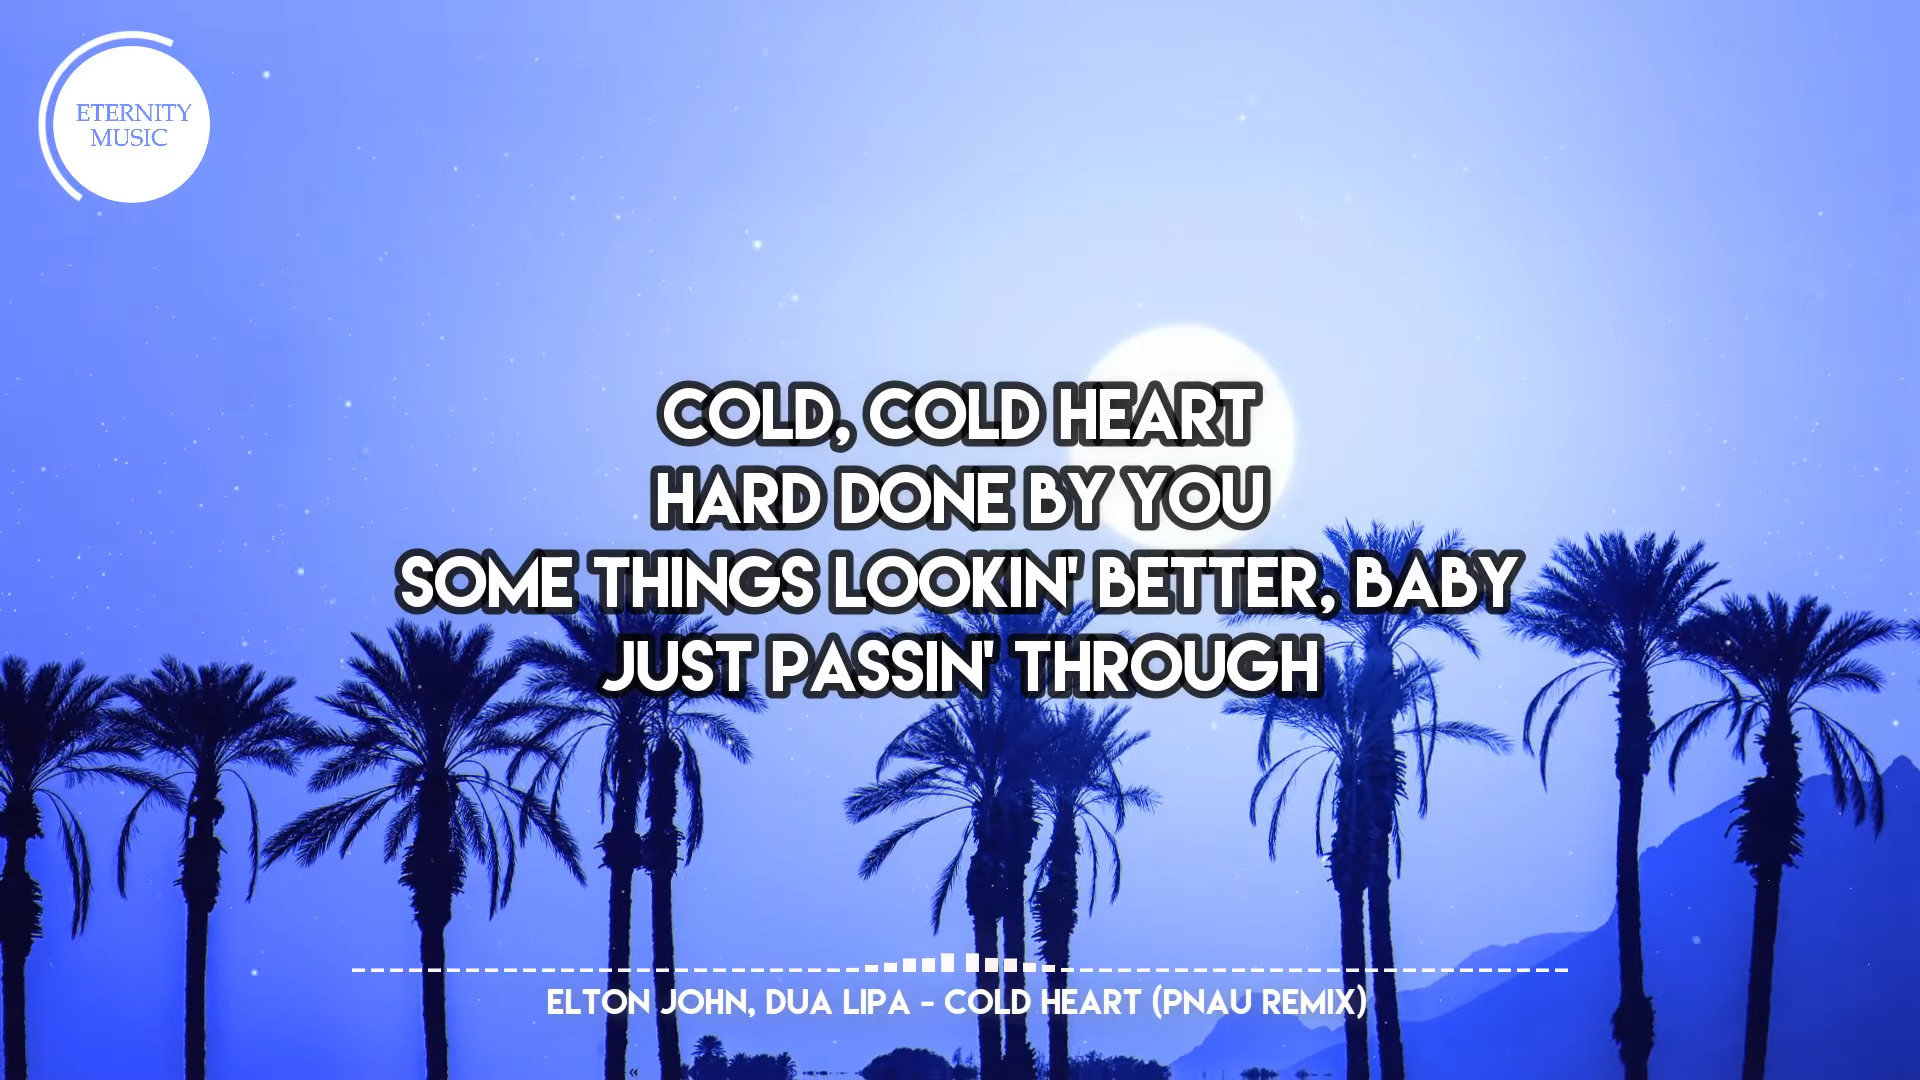 ETERNITY
MUSIC
COLD, COLD HEART
HARD DONE BY YOU
SOME THINGS LOOKIN' BETTER, BABY
JUST PASSIN' THROUGH
ELTON JOHN, DUA LIPA - COLD HEART (PNAU REMIX)